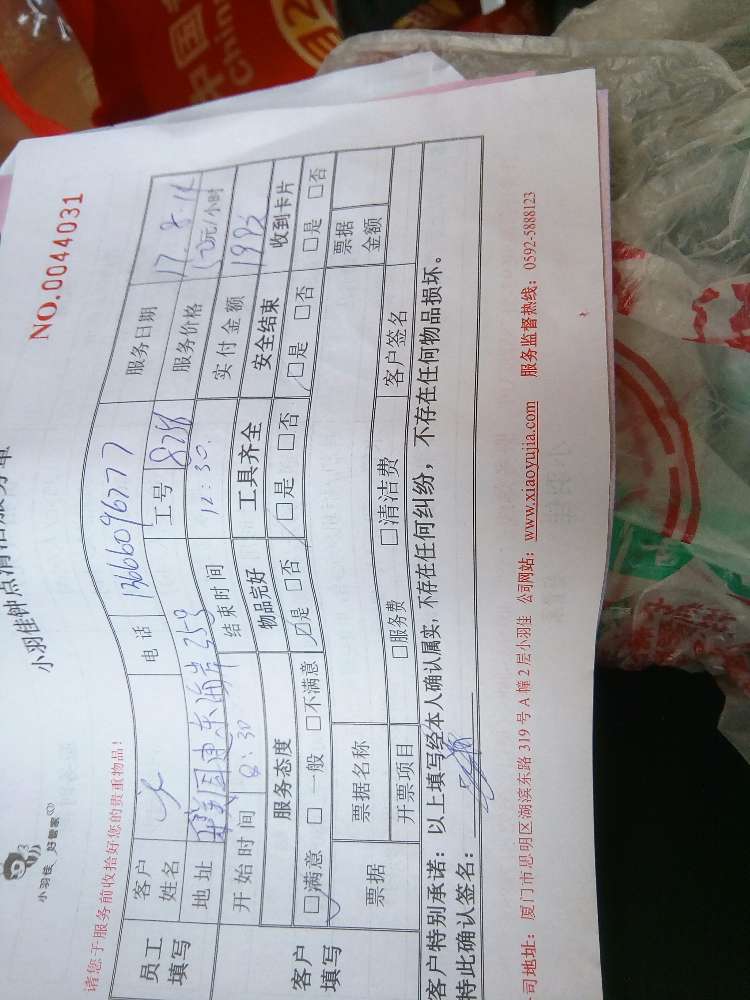 小羽佳 好管家
小羽佳钟点清洁服务单
NO.0044031
请您于服务前收拾好您的贵重物品！
员工填写
客户姓名
电话 13666096777
服务日期 17.8.18
地址
工号 8278
服务价格 元/小时
开始时间 8:30
结束时间 12:30.
实付金额
客户填写
服务态度 物品完好 工具齐全 安全结束 收到卡片
□满意 □一般 □不满意 □是 □否 □是 □否 □是 □否 □是 □否
票据
票据名称 票据金额
开票项目 □服务费 □清洁费 客户签名
客户特别承诺：以上填写经本人确认属实，不存在任何纠纷，不存在任何物品损坏。
特此确认签名：
公司地址：厦门市思明区湖滨东路 319 号 A 幢 2 层小羽佳 公司网站：www.xiaoyujia.com 服务监督热线：0592-5888123
中国
Chin